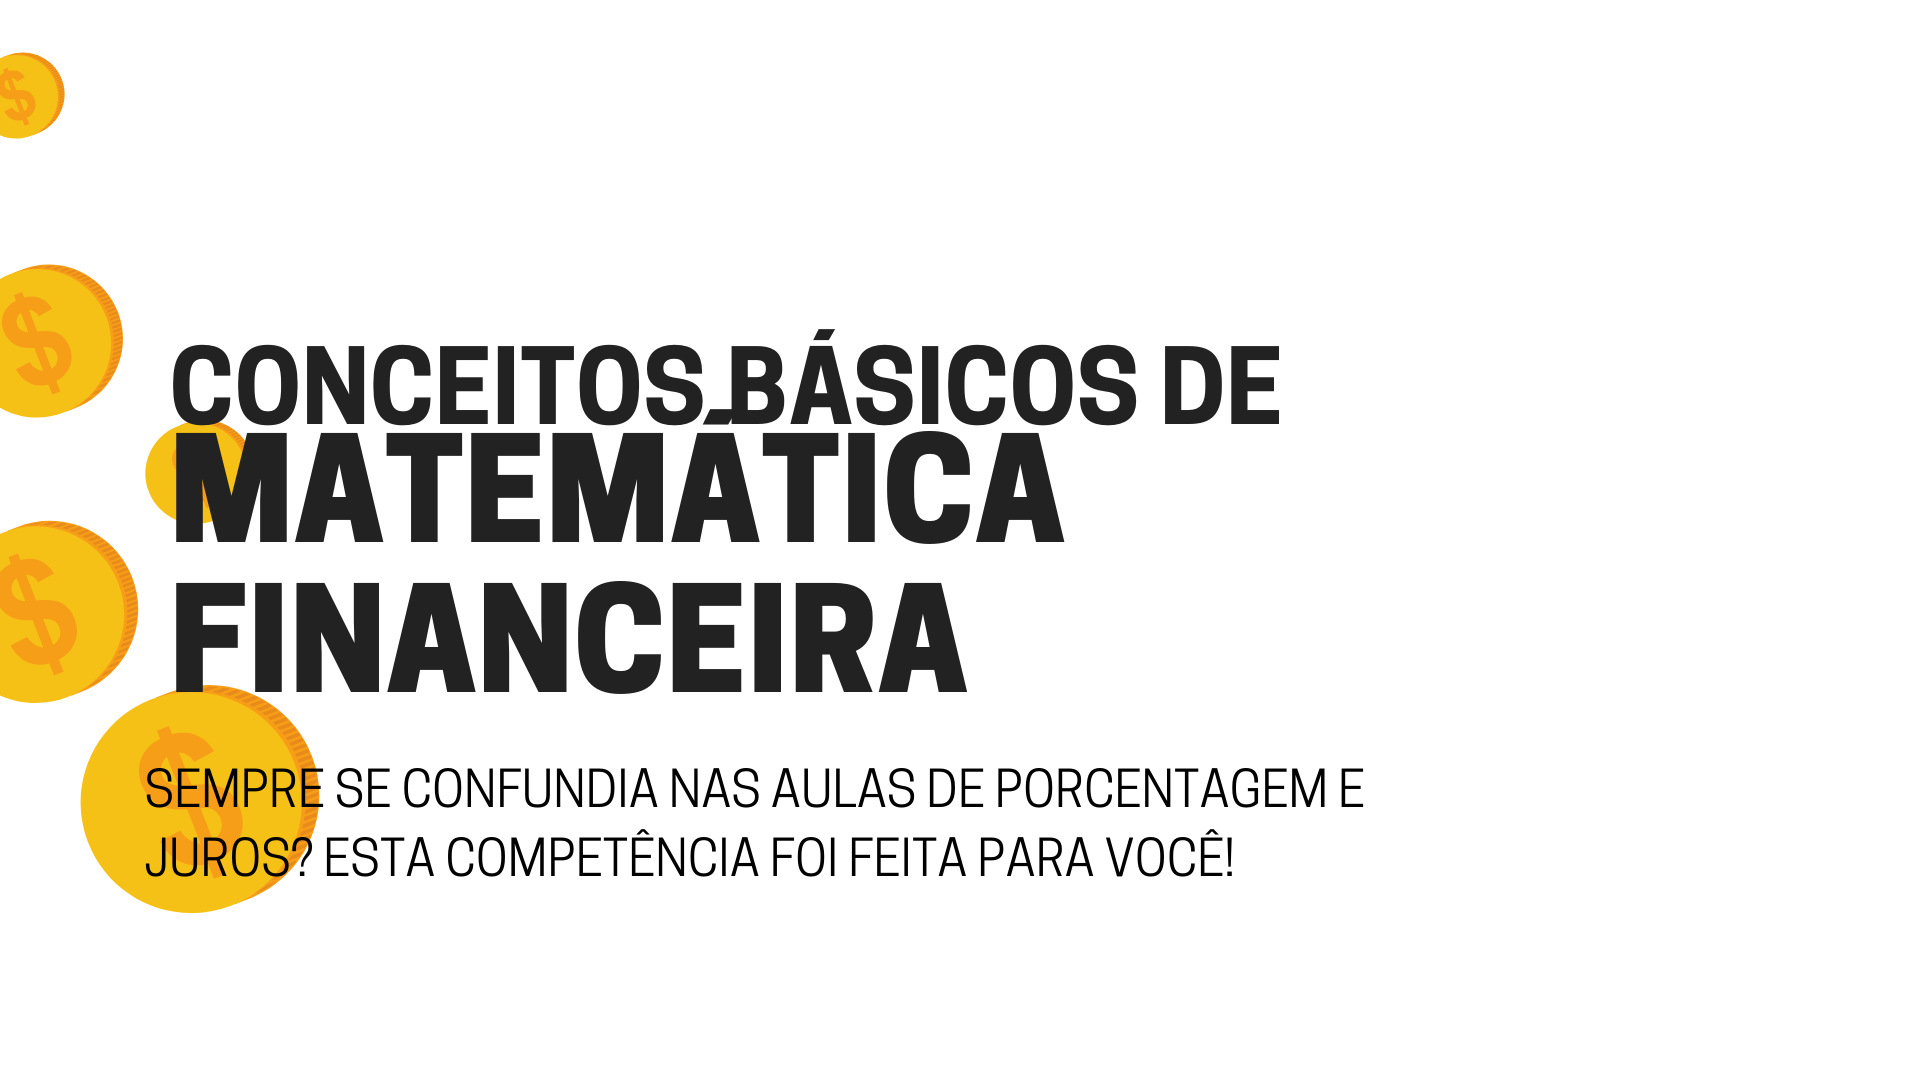 CONCEITOS BÁSICOS DE
MATEMÁTICA
FINANCEIRA
SEMPRE SE CONFUNDIA NAS AULAS DE PORCENTAGEM E
JUROS? ESTA COMPETÊNCIA FOI FEITA PARA VOCÊ!